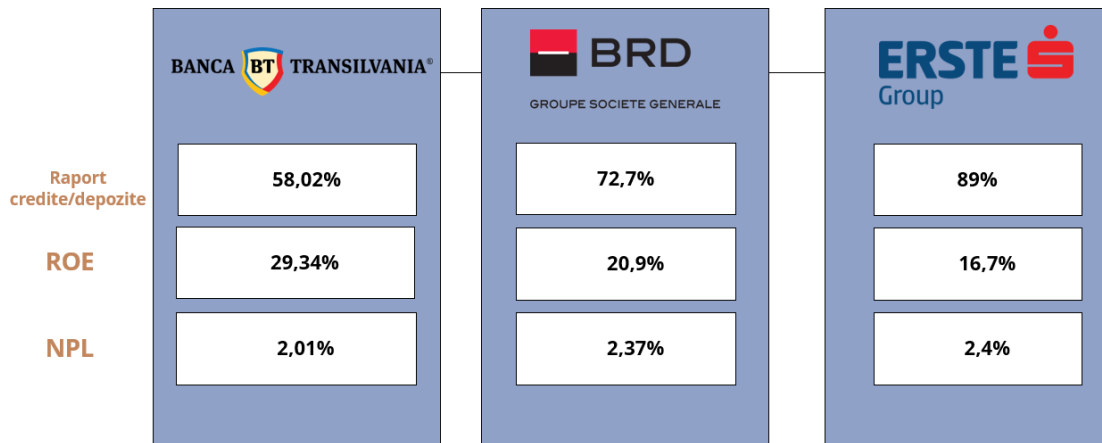 BANCA BT TRANSILVANIA®
BRD
GROUPE SOCIETE GENERALE
ERSTE
Group
Raport
credite/depozite
58,02%
72,7%
89%
ROE
29,34%
20,9%
16,7%
NPL
2,01%
2,37%
2,4%